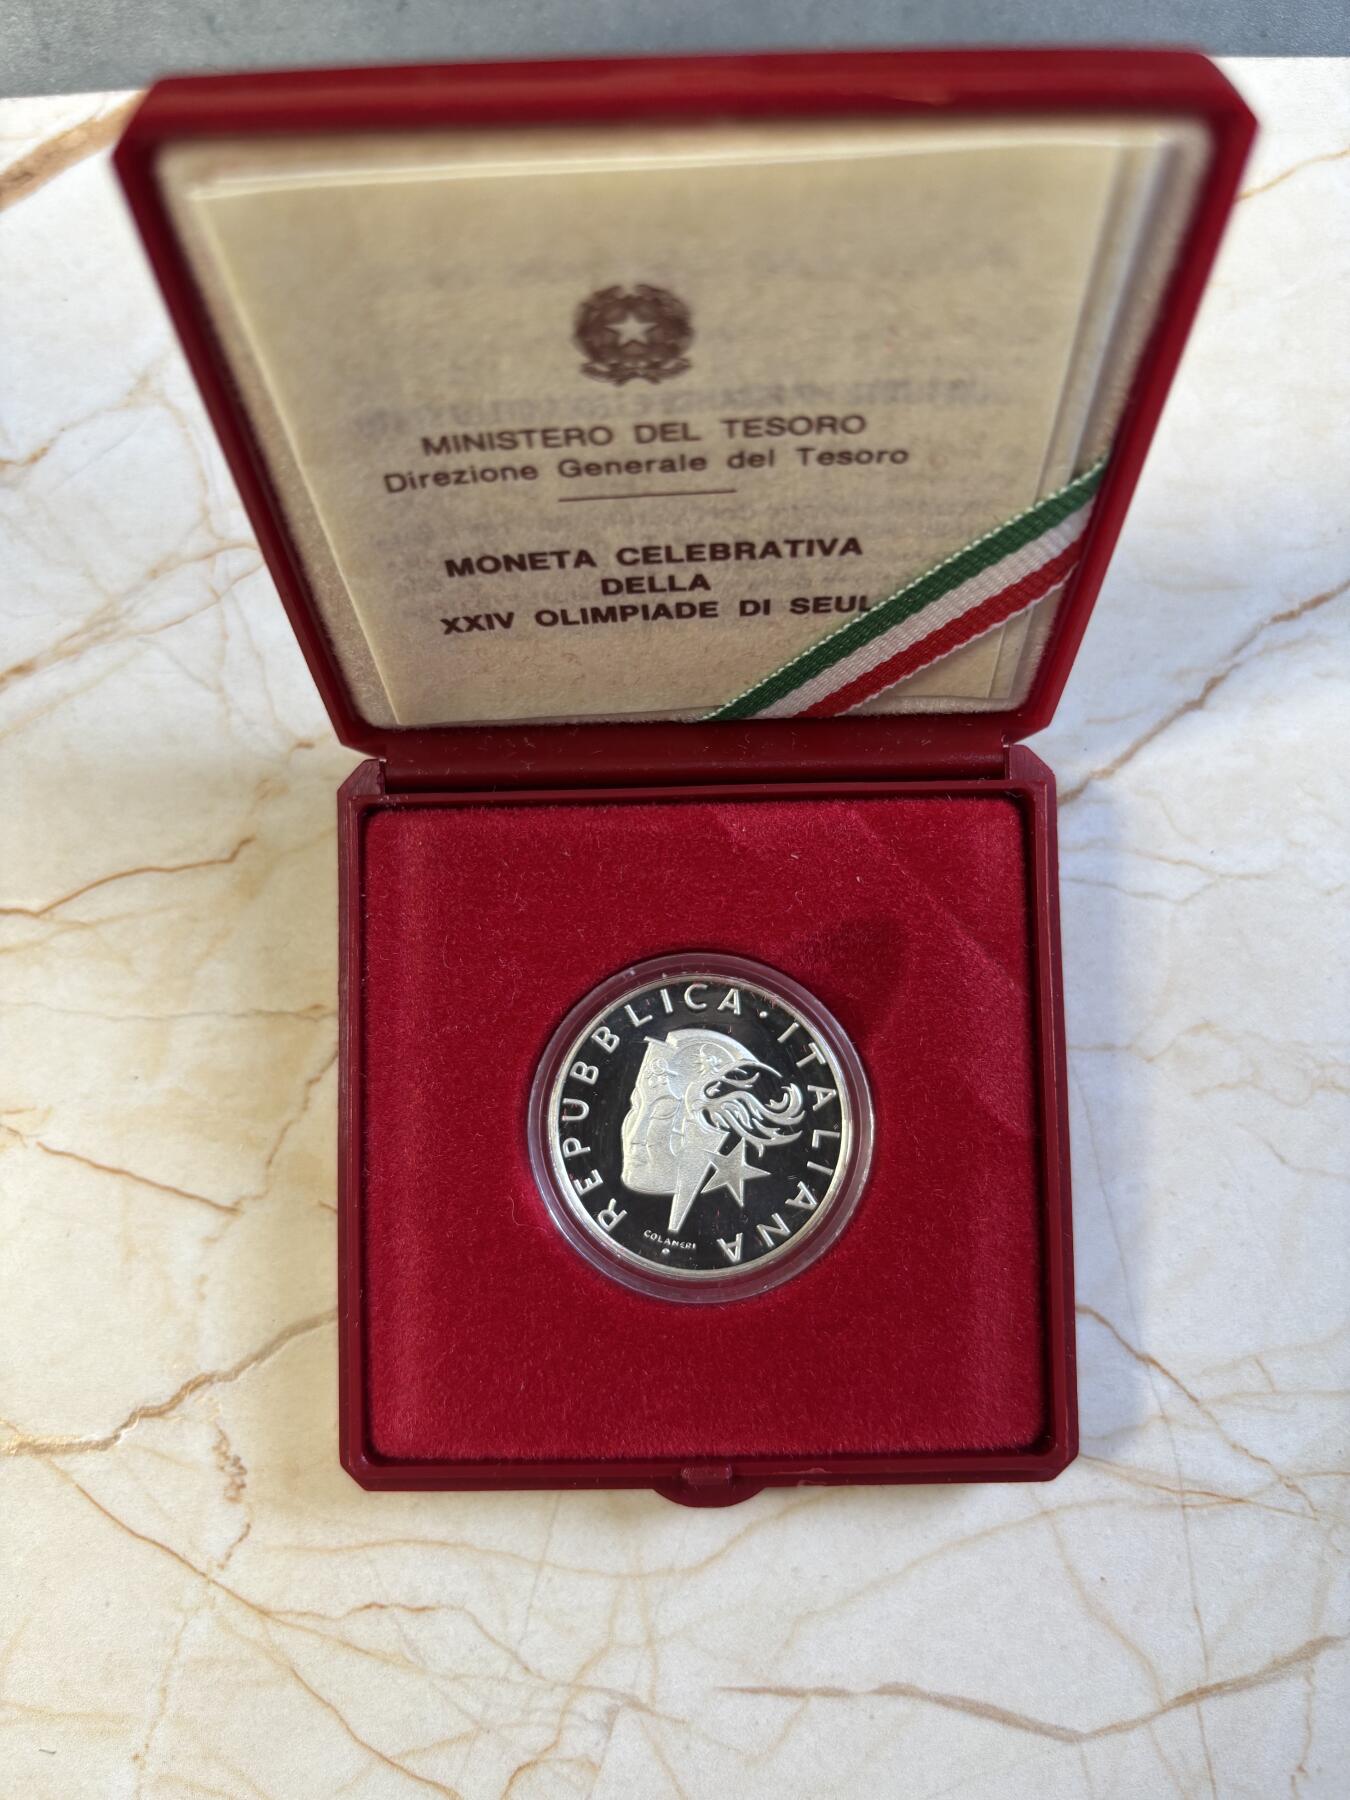 MINISTERO DEL TESORO
Direzione Generale del Tesoro
MONETA CELEBRATIVA
DELLA
XXIV OLIMPIADE DI SEUL
REPUBBLICA · ITALIANA
COLANERI